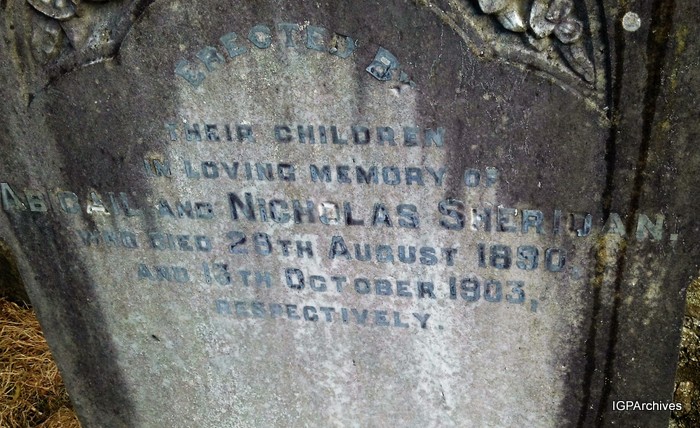 ERECTED BY
THEIR CHILDREN
IN LOVING MEMORY OF
ABIGAIL AND NICHOLAS SHERIDAN,
WHO DIED 28TH AUGUST 1890,
AND 13TH OCTOBER 1903,
RESPECTIVELY.
IGPArchives